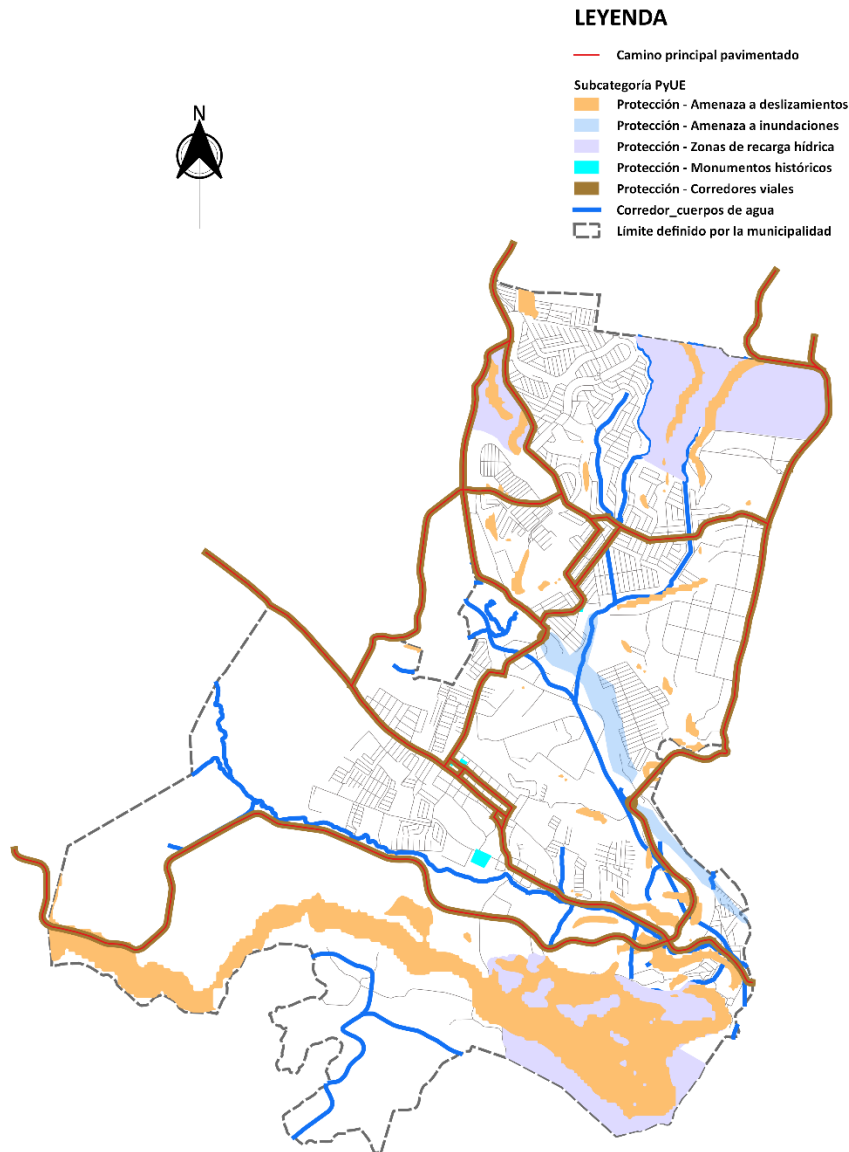 LEYENDA
Camino principal pavimentado
Subcategoría PyUE
Protección - Amenaza a deslizamientos
Protección - Amenaza a inundaciones
Protección - Zonas de recarga hídrica
Protección - Monumentos históricos
Protección - Corredores viales
Corredor_cuerpos de agua
Límite definido por la municipalidad
N